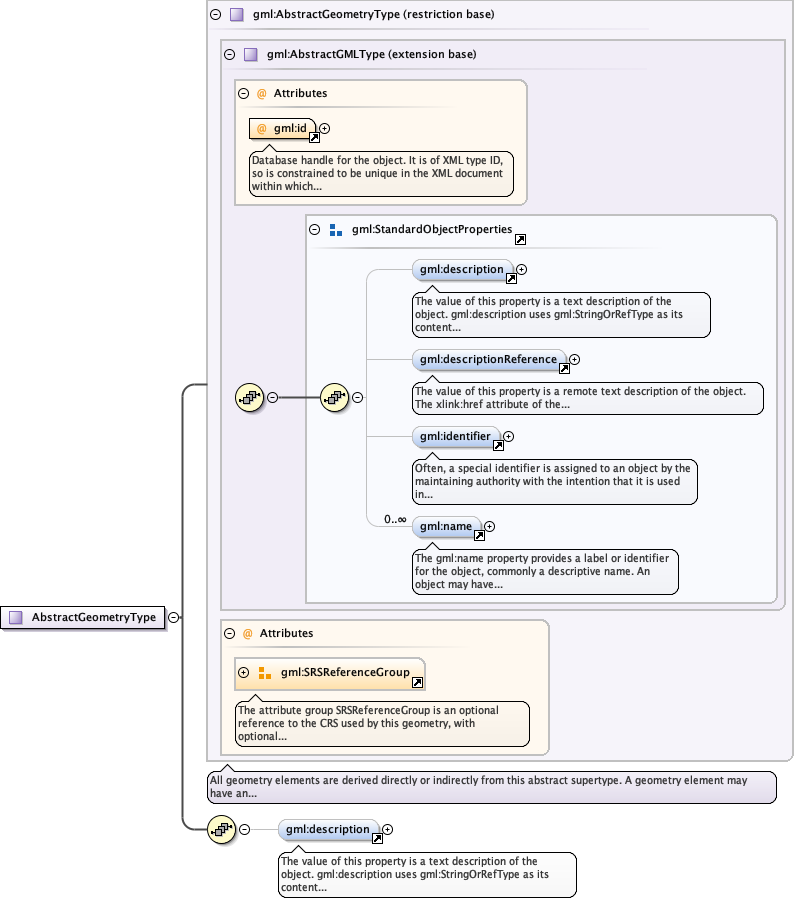 gml:AbstractGeometryType (restriction base)
gml:AbstractGMLType (extension base)
@ Attributes
@ gml:id
Database handle for the object. It is of XML type ID,
so is constrained to be unique in the XML document
within which...
gml:StandardObjectProperties
gml:description
The value of this property is a text description of the
object. gml:description uses gml:StringOrRefType as its
content...
gml:descriptionReference
The value of this property is a remote text description of the object.
The xlink:href attribute of the...
gml:identifier
Often, a special identifier is assigned to an object by the
maintaining authority with the intention that it is used
in...
0..∞
gml:name
The gml:name property provides a label or identifier
for the object, commonly a descriptive name. An
object may have...
AbstractGeometryType
@ Attributes
gml:SRSReferenceGroup
The attribute group SRSReferenceGroup is an optional
reference to the CRS used by this geometry, with
optional...
All geometry elements are derived directly or indirectly from this abstract supertype. A geometry element may
have an...
gml:description
The value of this property is a text description of the
object. gml:description uses gml:StringOrRefType as its
content...